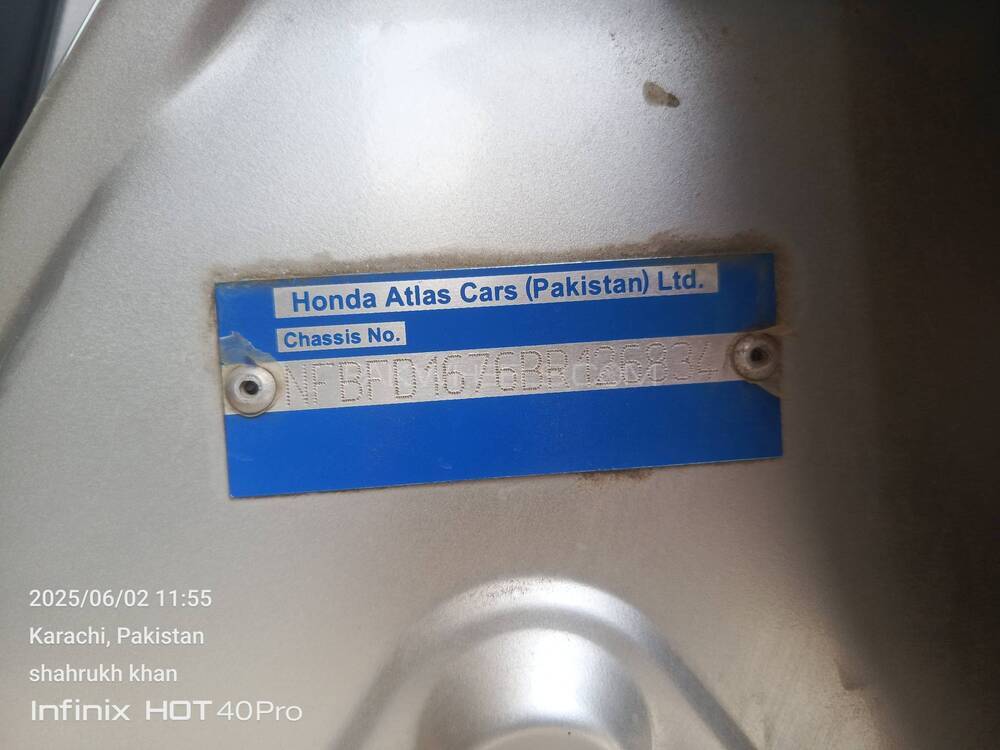 Honda Atlas Cars (Pakistan) Ltd.
Chassis No.
NFBFD1676BR126834
2025/06/02 11:55
Karachi, Pakistan
shahrukh khan
Infinix HOT 40Pro